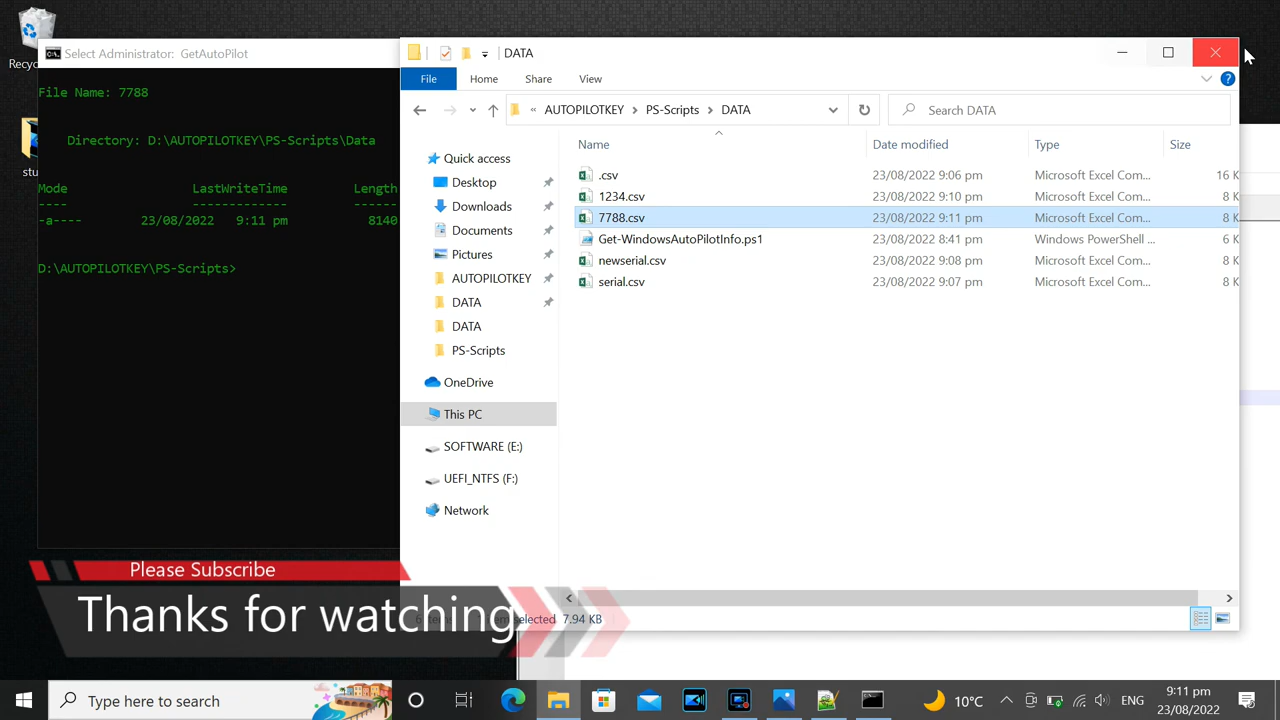 Recyc
stu
Select Administrator: GetAutoPilot
File Name: 7788
Directory: D:\AUTOPILOTKEY\PS-Scripts\Data
Mode LastWriteTime Length
---- ------------- ------
-a---- 23/08/2022 9:11 pm 8140
D:\AUTOPILOTKEY\PS-Scripts>
DATA
File Home Share View
« AUTOPILOTKEY > PS-Scripts > DATA
Search DATA
Name Date modified Type Size
.csv 23/08/2022 9:06 pm Microsoft Excel Com... 16 K
1234.csv 23/08/2022 9:10 pm Microsoft Excel Com... 8 K
7788.csv 23/08/2022 9:11 pm Microsoft Excel Com... 8 K
Get-WindowsAutoPilotInfo.ps1 23/08/2022 8:41 pm Windows PowerShell ... 6 K
newserial.csv 23/08/2022 9:08 pm Microsoft Excel Com... 8 K
serial.csv 23/08/2022 9:07 pm Microsoft Excel Com... 8 K
Quick access
Desktop
Downloads
Documents
Pictures
AUTOPILOTKEY
DATA
DATA
PS-Scripts
OneDrive
This PC
SOFTWARE (E:)
UEFI_NTFS (F:)
Network
selected 7.94 KB
Please Subscribe
Thanks for watching
Type here to search
10°C
ENG
9:11 pm
23/08/2022